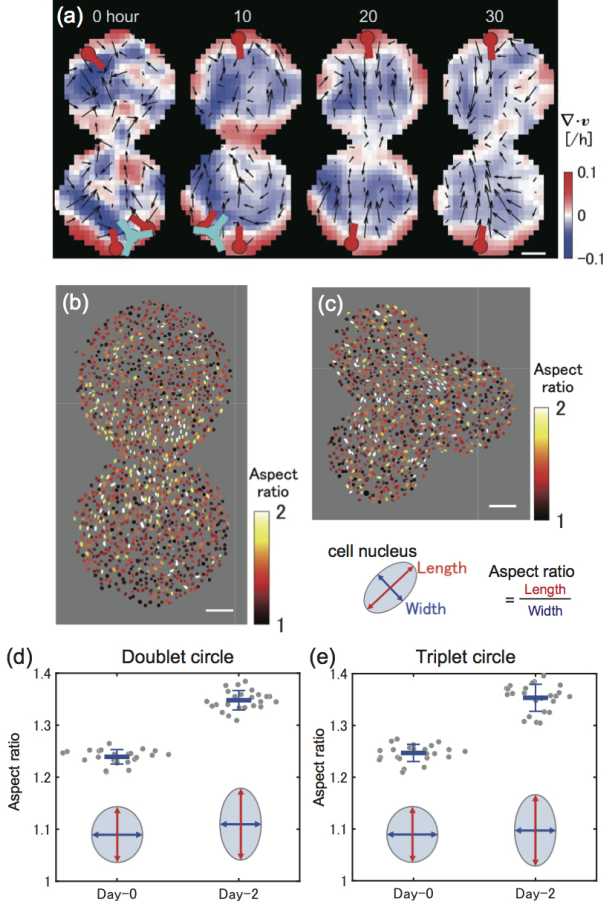 (a) 0 hour 10 20 30
∇·v
[/h]
0.1
0
−0.1
(b)
Aspect
ratio
2
1
(c)
Aspect
ratio
2
1
cell nucleus
Length
Width
Aspect ratio
= Length
Width
(d) Doublet circle
Aspect ratio
1.4
1.3
1.2
1.1
1
Day-0 Day-2
(e) Triplet circle
Aspect ratio
1.4
1.3
1.2
1.1
1
Day-0 Day-2